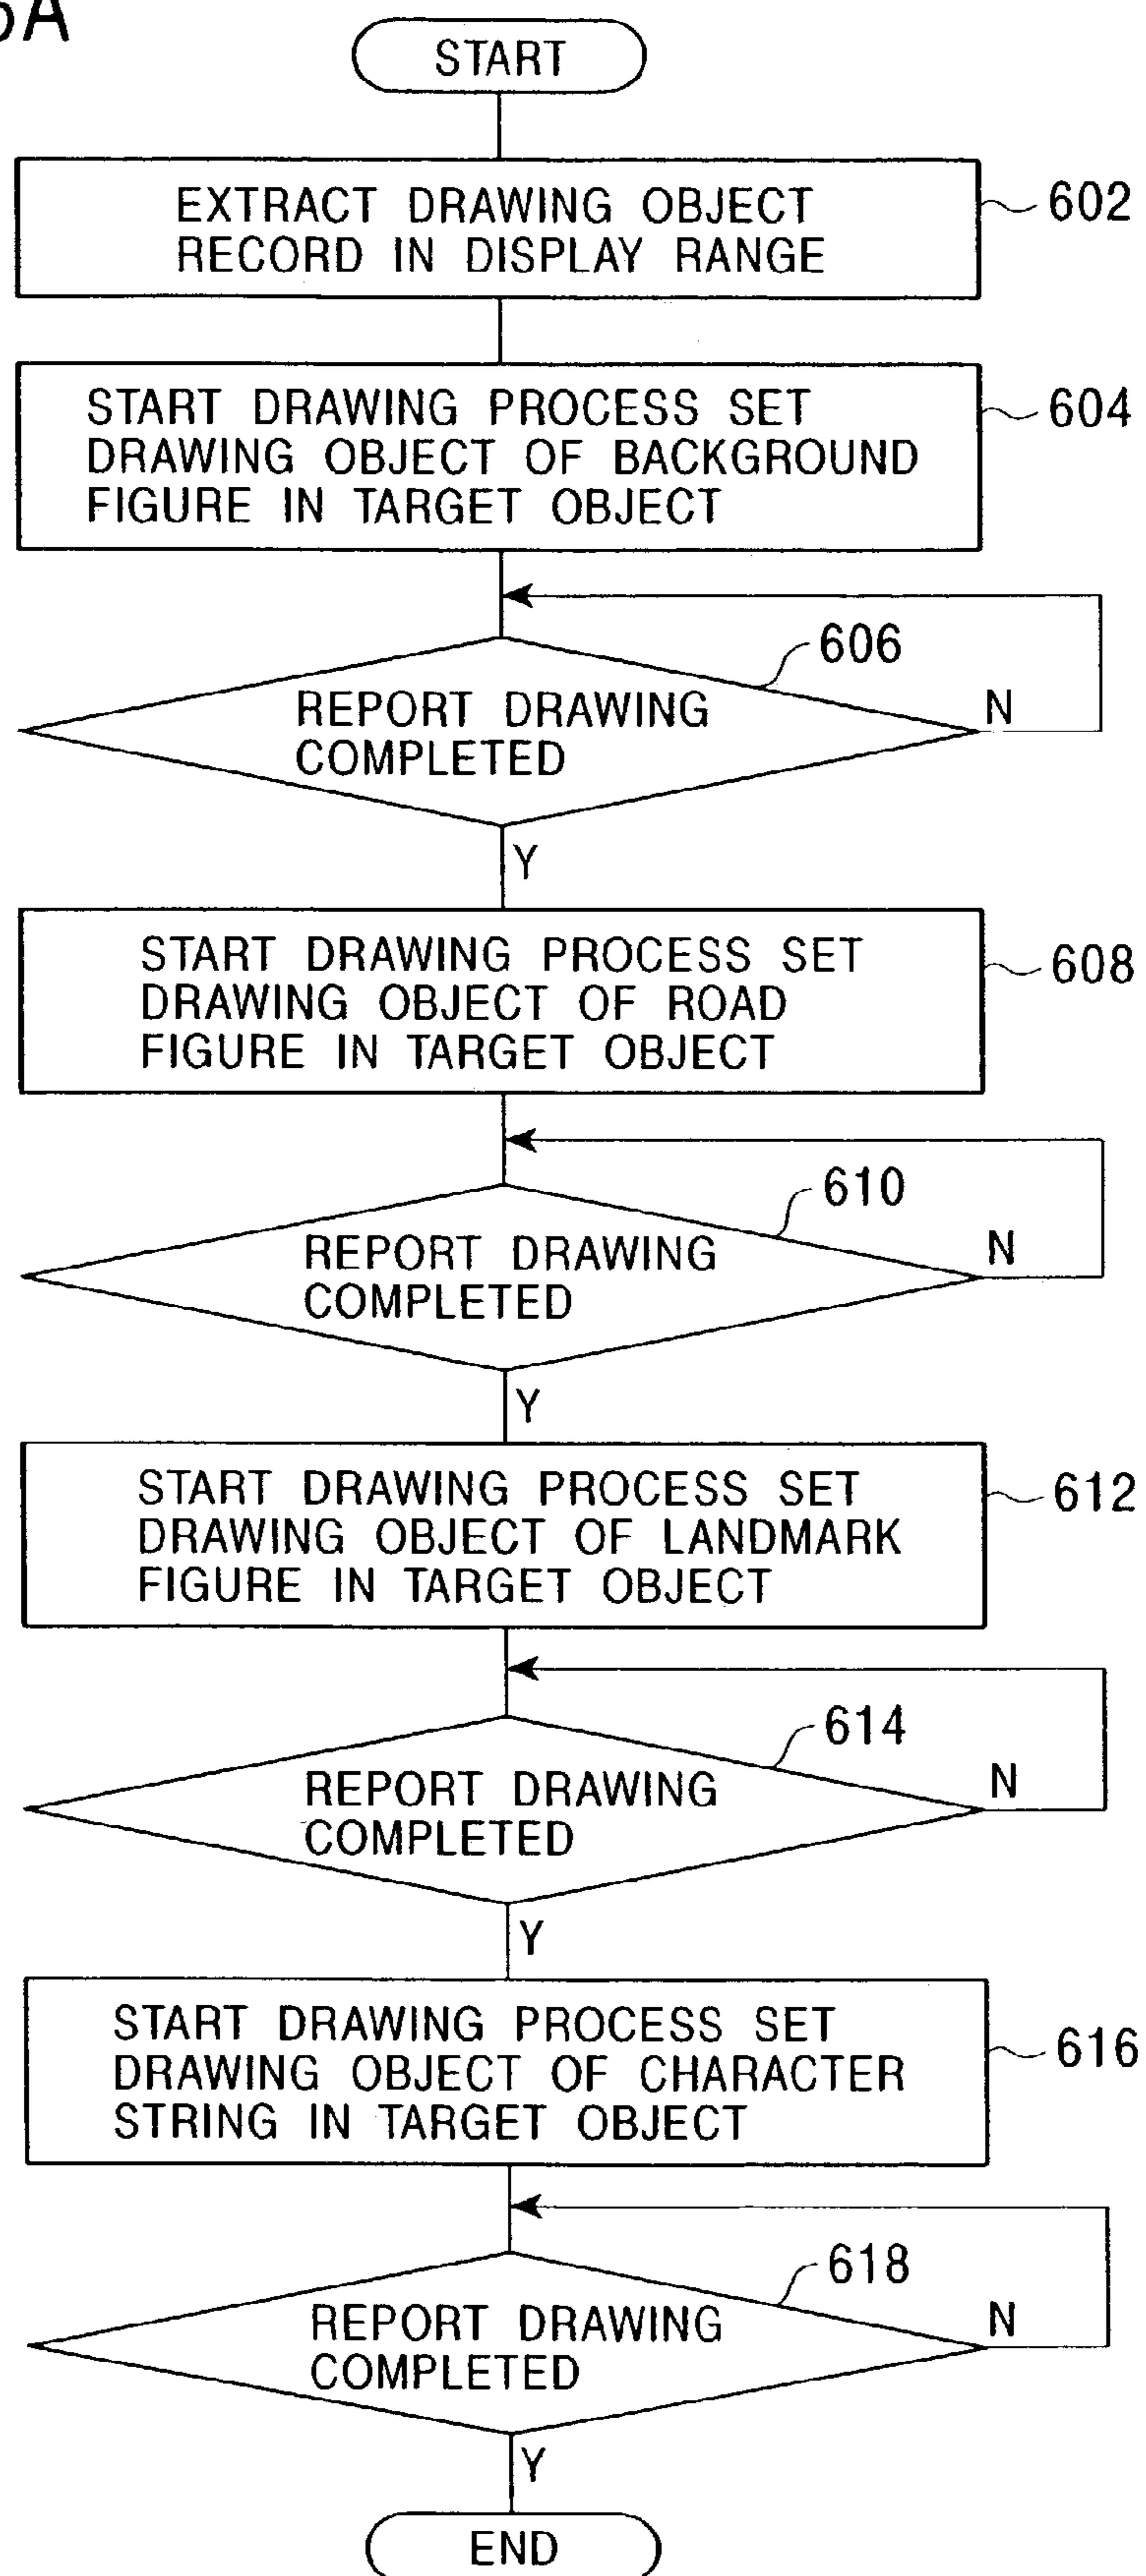 6A
START
EXTRACT DRAWING OBJECT
RECORD IN DISPLAY RANGE
602
START DRAWING PROCESS SET
DRAWING OBJECT OF BACKGROUND
FIGURE IN TARGET OBJECT
604
606
REPORT DRAWING
COMPLETED
N
Y
START DRAWING PROCESS SET
DRAWING OBJECT OF ROAD
FIGURE IN TARGET OBJECT
608
610
REPORT DRAWING
COMPLETED
N
Y
START DRAWING PROCESS SET
DRAWING OBJECT OF LANDMARK
FIGURE IN TARGET OBJECT
612
614
REPORT DRAWING
COMPLETED
N
Y
START DRAWING PROCESS SET
DRAWING OBJECT OF CHARACTER
STRING IN TARGET OBJECT
616
618
REPORT DRAWING
COMPLETED
N
Y
END